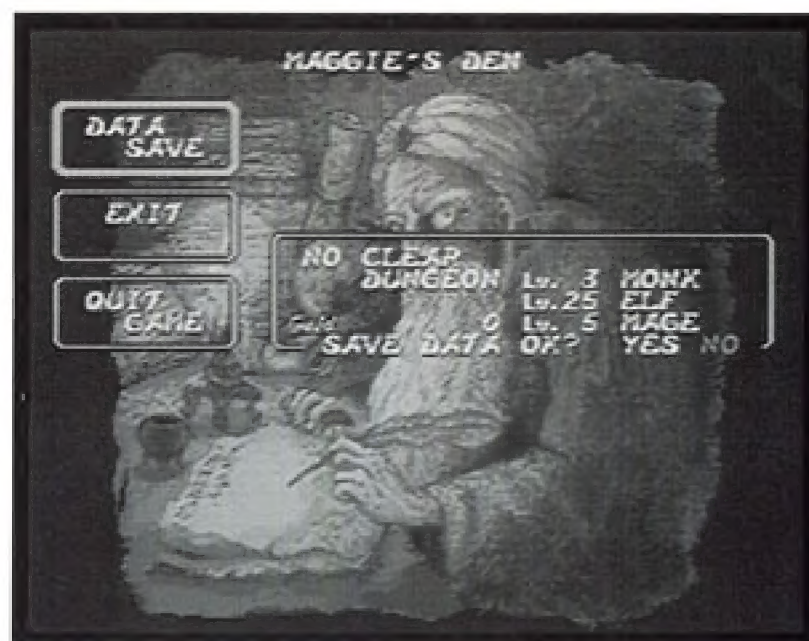 MAGGIE'S DEN
DATA
SAVE
EXIT
QUIT
GAME
NO CLEAR
DUNGEON Lv. 3 MONK
Lv.25 ELF
Gold 0 Lv. 5 MAGE
SAVE DATA OK? YES NO